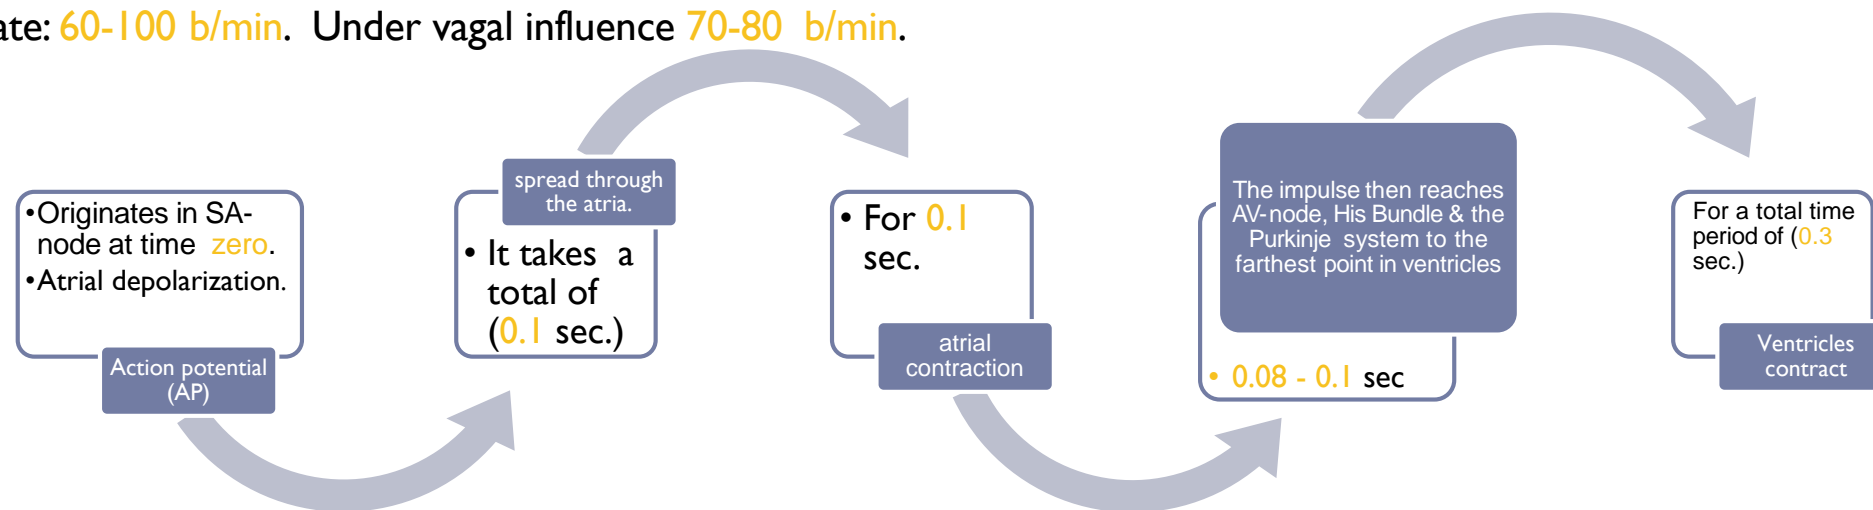 ate: 60-100 b/min.  Under vagal influence 70-80  b/min.
•Originates in SA-
node at time  zero.
•Atrial depolarization.
Action potential
(AP)
spread through
the atria.
• It takes  a
total of
(0.1 sec.)
• For 0.1
sec.
atrial
contraction
The impulse then reaches
AV-node, His Bundle & the
Purkinje  system to the
farthest point in ventricles
• 0.08 - 0.1 sec
For a total time
period of (0.3
sec.)
Ventricles
contract